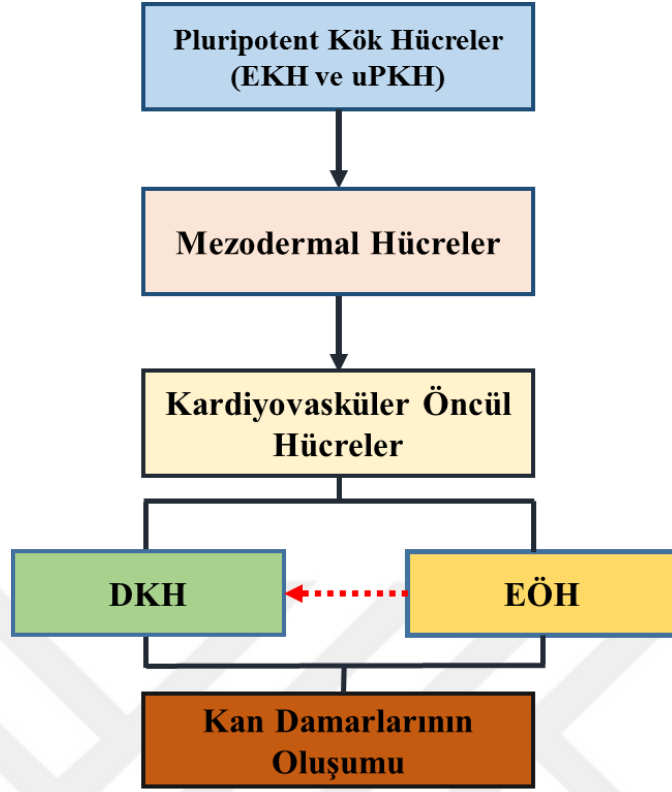 Pluripotent Kök Hücreler
(EKH ve uPKH)
Mezodermal Hücreler
Kardiyovasküler Öncül
Hücreler
DKH
EÖH
Kan Damarlarının
Oluşumu